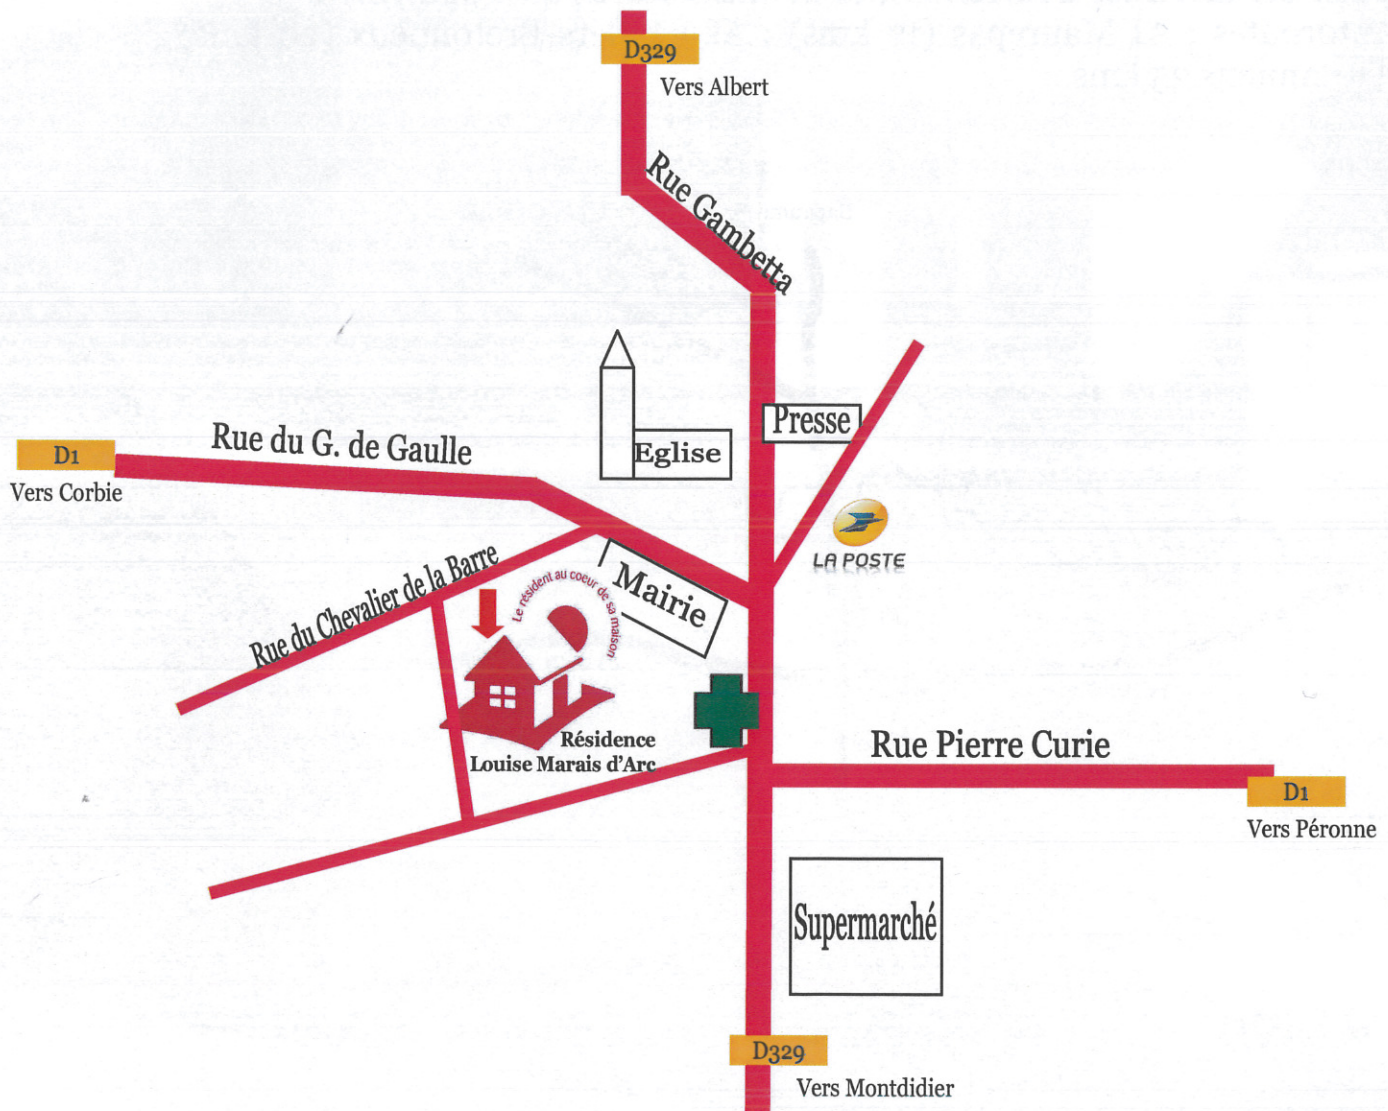 D329
Vers Albert
Rue Gambetta
Presse
Rue du G. de Gaulle
Eglise
D1
Vers Corbie
LA POSTE
Rue du Chevalier de la Barre
Le résident au coeur de sa maison
Mairie
Résidence
Louise Marais d'Arc
Rue Pierre Curie
D1
Vers Péronne
Supermarché
D329
Vers Montdidier